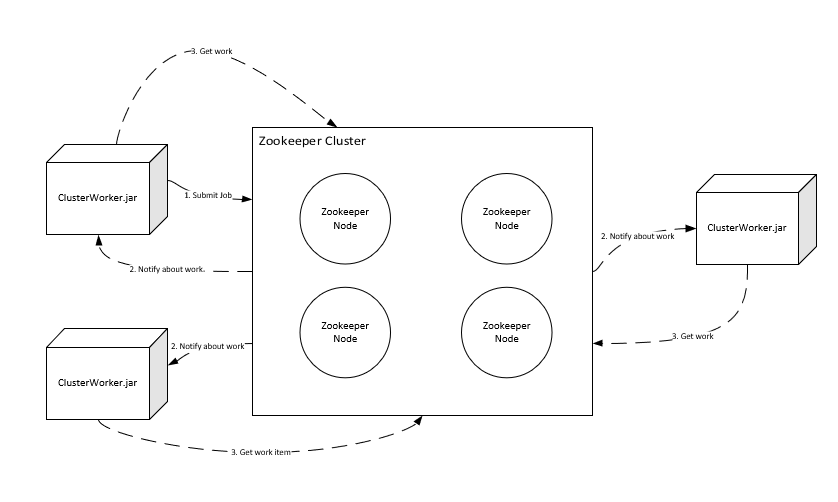 3. Get work
Zookeeper Cluster
ClusterWorker.jar
1. Submit Job
Zookeeper
Node
Zookeeper
Node
2. Notify about work
ClusterWorker.jar
2. Notify about work.
Zookeeper
Node
Zookeeper
Node
3. Get work
2. Notify about work
ClusterWorker.jar
3. Get work item